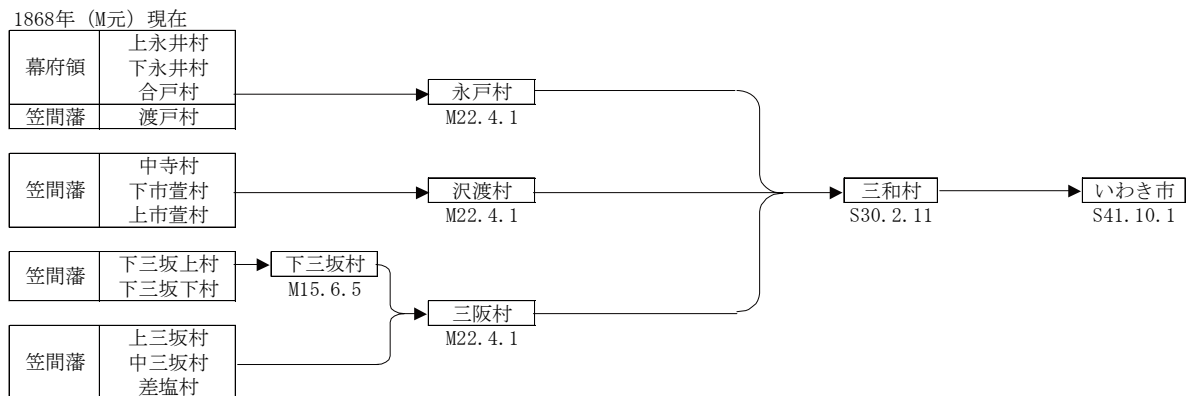 1868年（M元）現在
幕府領
上永井村
下永井村
合戸村
笠間藩
渡戸村
永戸村
M22.4.1
笠間藩
中寺村
下市萱村
上市萱村
沢渡村
M22.4.1
三和村
S30.2.11
いわき市
S41.10.1
笠間藩
下三坂上村
下三坂下村
下三坂村
M15.6.5
三阪村
M22.4.1
笠間藩
上三坂村
中三坂村
差塩村